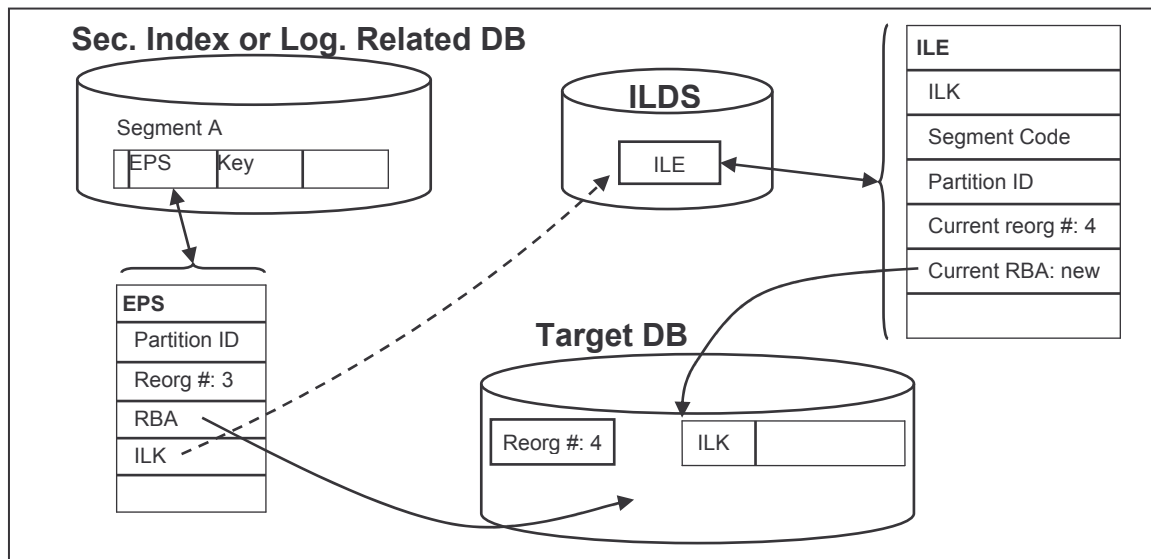 Sec. Index or Log. Related DB
Segment A
EPS Key
ILDS
ILE
ILE
ILK
Segment Code
Partition ID
Current reorg #: 4
Current RBA: new
EPS
Partition ID
Reorg #: 3
RBA
ILK
Target DB
Reorg #: 4
ILK